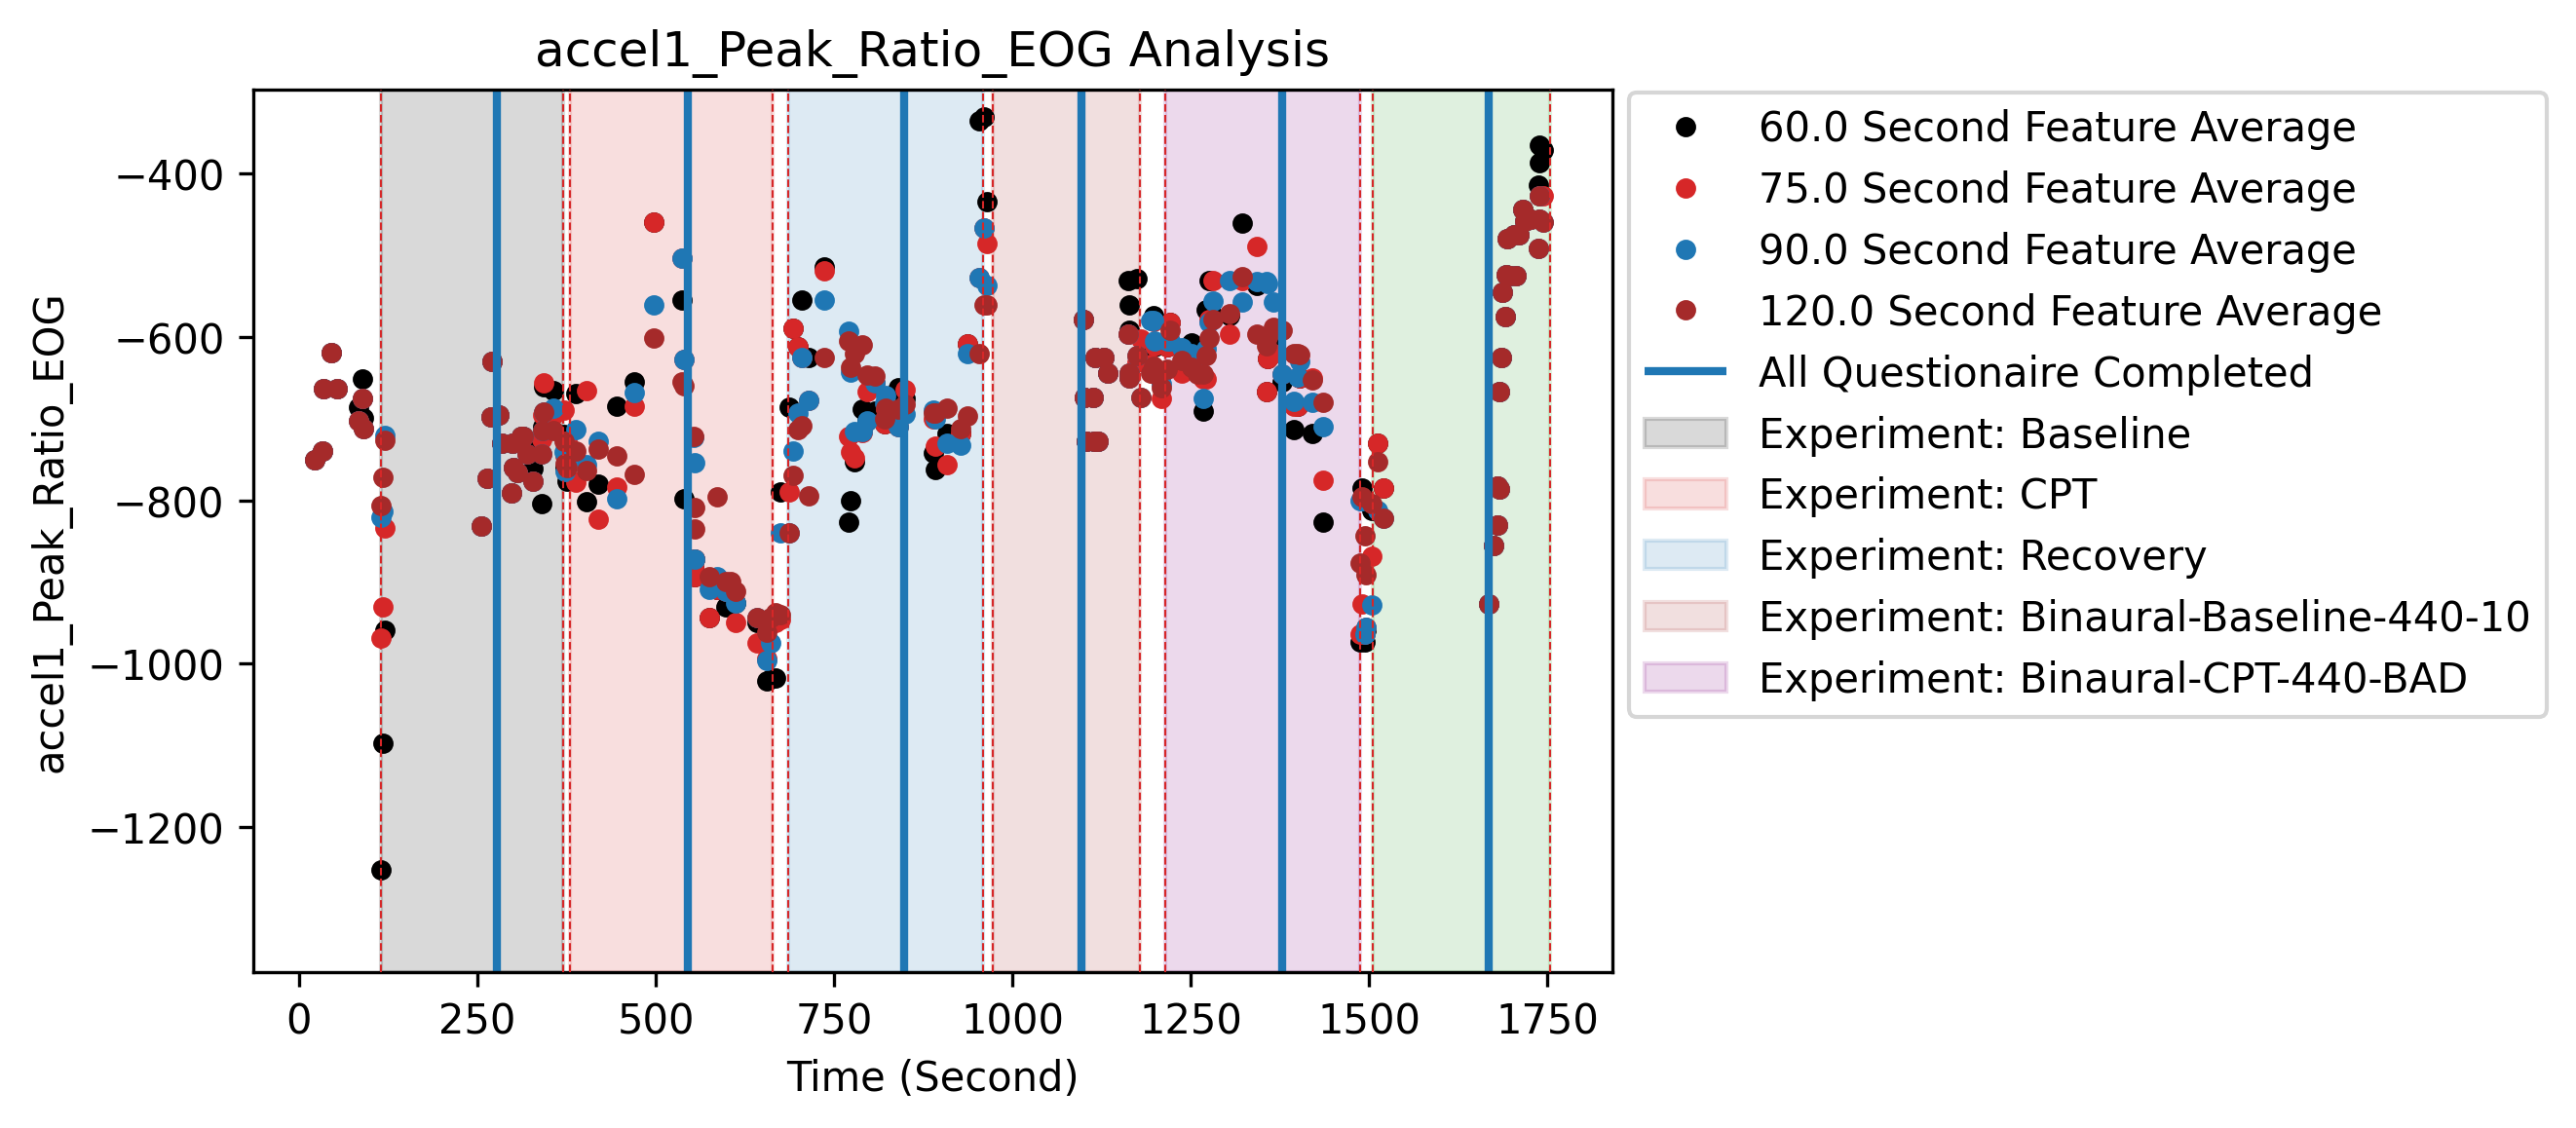 accel1_Peak_Ratio_EOG Analysis
accel1_Peak_Ratio_EOG
−400
−600
−800
−1000
−1200
0
250
500
750
1000
1250
1500
1750
Time (Second)
60.0 Second Feature Average
75.0 Second Feature Average
90.0 Second Feature Average
120.0 Second Feature Average
All Questionaire Completed
Experiment: Baseline
Experiment: CPT
Experiment: Recovery
Experiment: Binaural-Baseline-440-10
Experiment: Binaural-CPT-440-BAD